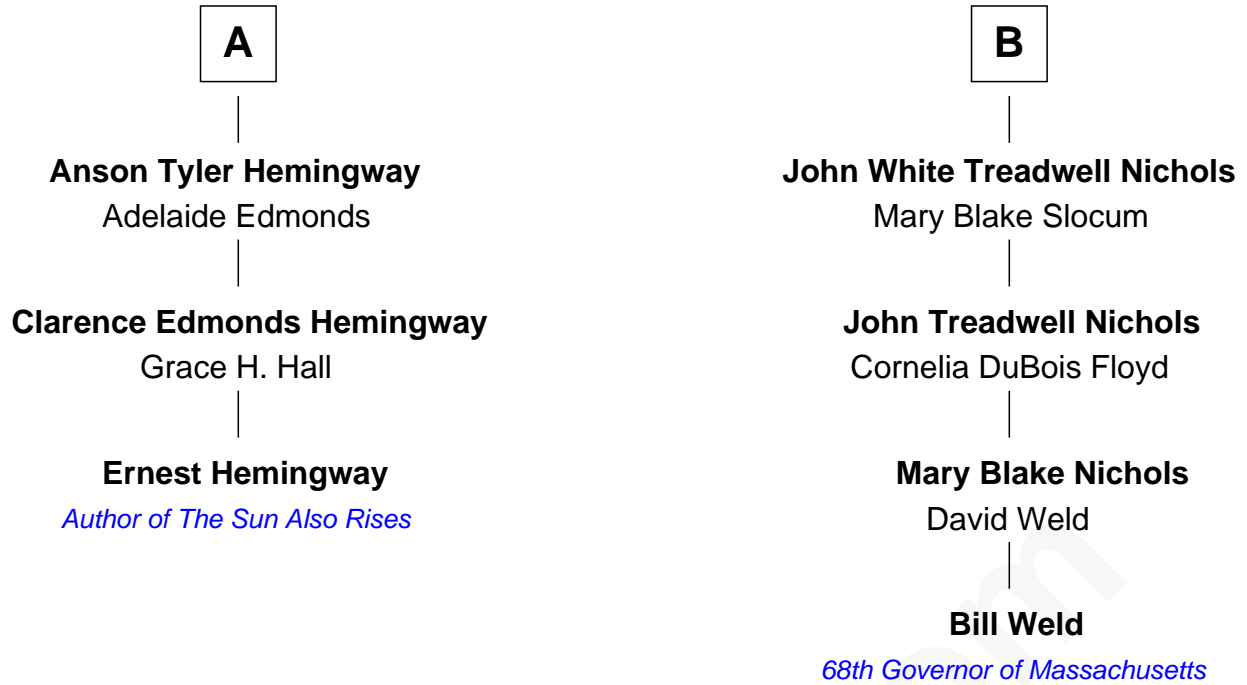 A
Anson Tyler Hemingway
Adelaide Edmonds
Clarence Edmonds Hemingway
Grace H. Hall
Ernest Hemingway
Author of The Sun Also Rises
B
John White Treadwell Nichols
Mary Blake Slocum
John Treadwell Nichols
Cornelia DuBois Floyd
Mary Blake Nichols
David Weld
Bill Weld
68th Governor of Massachusetts